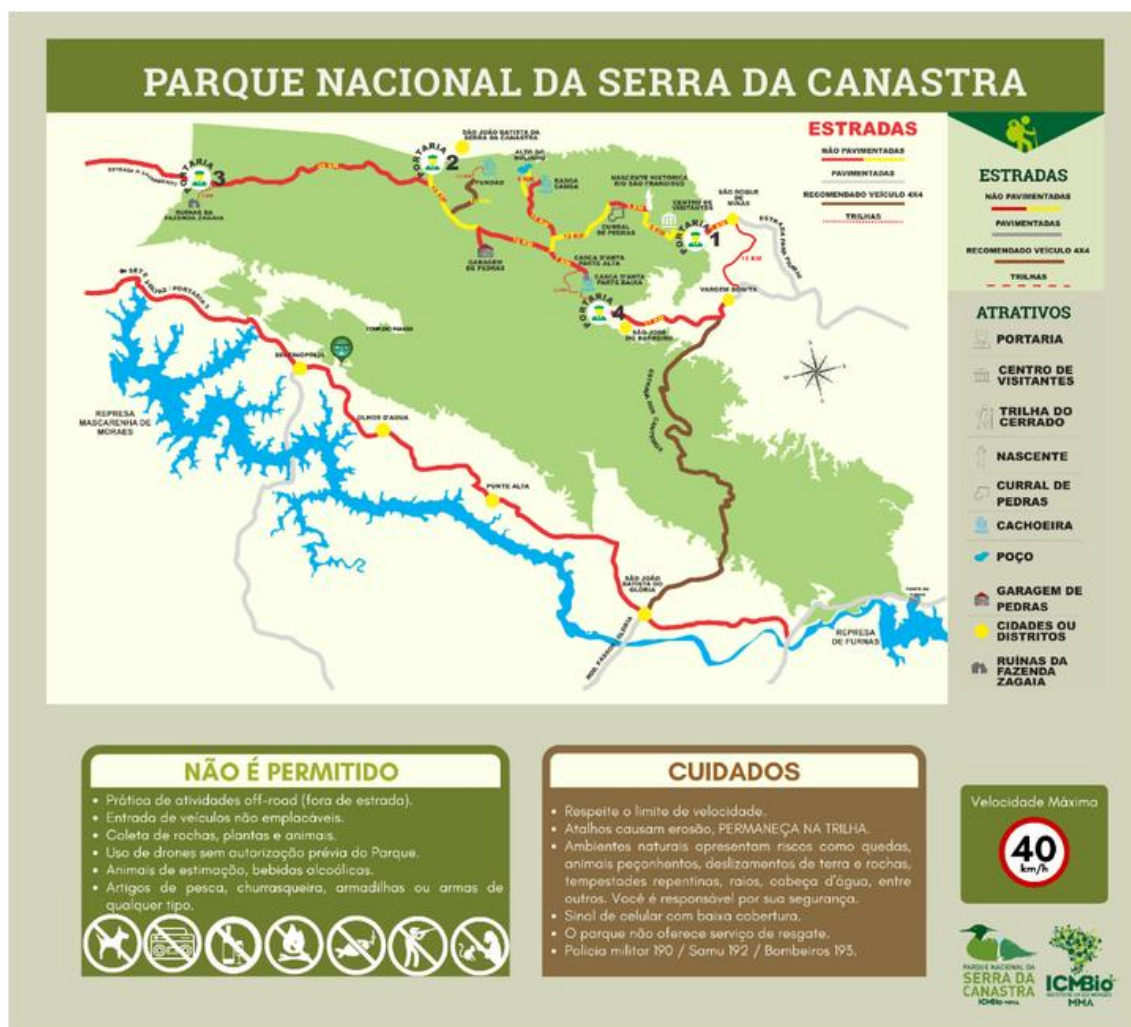 PARQUE NACIONAL DA SERRA DA CANASTRA
ESTRADAS
NÃO PAVIMENTADAS
PAVIMENTADAS
RECOMENDADO VEÍCULO 4X4
TRILHAS
SÃO JOÃO BATISTA DA
SERRA DA CANASTRA
PORTARIA
2
PORTARIA
3
RUÍNAS DA
FAZENDA ZAGAIA
FUNDÃO
RASGA
CANGA
NASCENTE HISTÓRICA
RIO SÃO FRANCISCO
CENTRO DE
VISITANTES
SÃO ROQUE
DE
MINAS
CURRAL
DE PEDRAS
PORTARIA
1
GARAGEM
DE PEDRAS
CASCA D'ANTA
PARTE ALTA
CASCA D'ANTA
PARTE BAIXA
VARGEM BONITA
PORTARIA
4
SÃO JOSÉ
DO BARREIRO
REPRESA
MASCARENHA DE
MORAES
OLHOS D'AGUA
PONTE ALTA
SÃO JOÃO
BATISTA DO
GLÓRIA
REPRESA
DE FURNAS
ESTRADAS
NÃO PAVIMENTADAS
PAVIMENTADAS
RECOMENDADO VEÍCULO 4X4
TRILHAS
ATRATIVOS
PORTARIA
CENTRO DE
VISITANTES
TRILHA DO
CERRADO
NASCENTE
CURRAL DE
PEDRAS
CACHOEIRA
POÇO
GARAGEM DE
PEDRAS
CIDADES OU
DISTRITOS
RUÍNAS DA
FAZENDA
ZAGAIA
NÃO É PERMITIDO
• Prática de atividades off-road (fora de estrada).
• Entrada de veículos não emplacáveis.
• Coleta de rochas, plantas e animais.
• Uso de drones sem autorização prévia do Parque.
• Animais de estimação, bebidas alcoólicas.
• Artigos de pesca, churrasqueira, armadilhas ou armas de
qualquer tipo.
CUIDADOS
• Respeite o limite de velocidade.
• Atalhos causam erosão, PERMANEÇA NA TRILHA.
• Ambientes naturais apresentam riscos como quedas,
animais peçonhentos, deslizamentos de terra e rochas,
tempestades repentinas, raios, cabeça d'água, entre
outros. Você é responsável por sua segurança.
• Sinal de celular com baixa cobertura.
• O parque não oferece serviço de resgate.
• Policia militar 190 / Samu 192 / Bombeiros 193.
Velocidade Máxima
40
km/h
PARQUE NACIONAL DA
SERRA DA
CANASTRA
ICMBio MMA
ICMBio
INSTITUTO CHICO MENDES
MMA